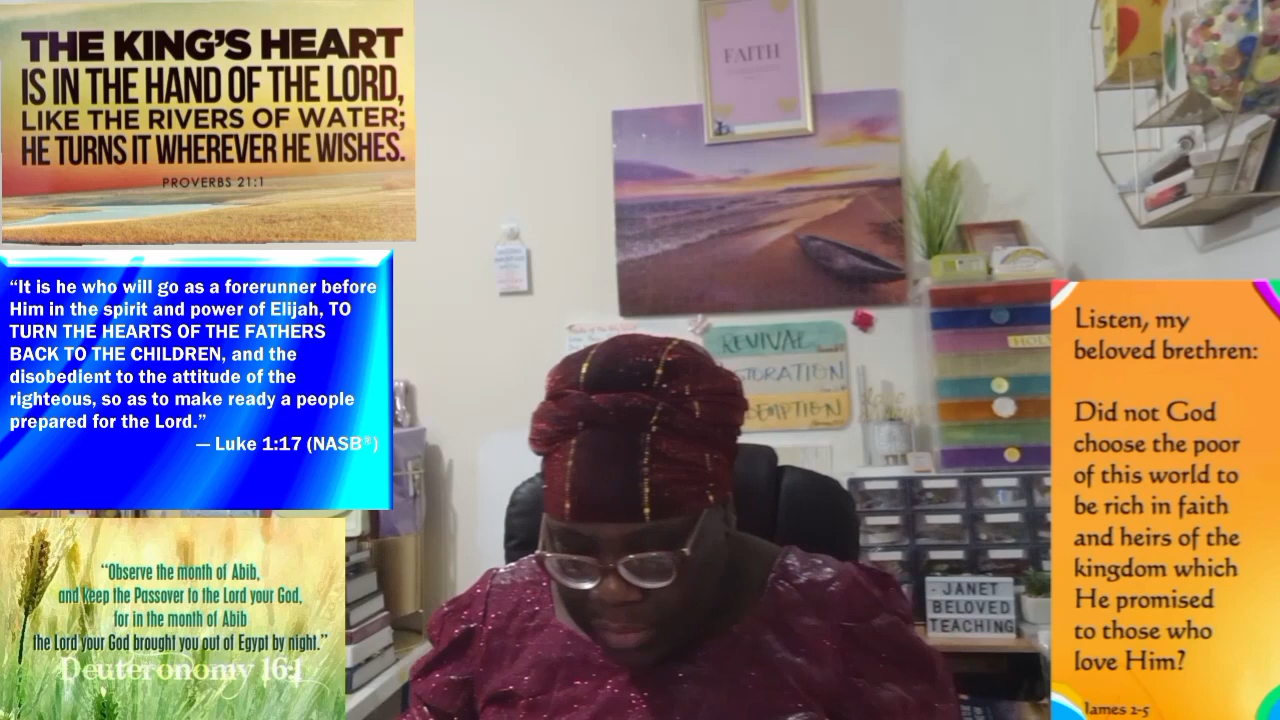 THE KING'S HEART
IS IN THE HAND OF THE LORD,
LIKE THE RIVERS OF WATER;
HE TURNS IT WHEREVER HE WISHES.
PROVERBS 21:1
“It is he who will go as a forerunner before
Him in the spirit and power of Elijah, TO
TURN THE HEARTS OF THE FATHERS
BACK TO THE CHILDREN, and the
disobedient to the attitude of the
righteous, so as to make ready a people
prepared for the Lord.”
— Luke 1:17 (NASB®)
“Observe the month of Abib,
and keep the Passover to the Lord your God,
for in the month of Abib
the Lord your God brought you out of Egypt by night.”
Deuteronomy 16:1
FAITH
REVIVAL
STORATION
DEMPTION
HOLY
- JANET
BELOVED
TEACHING
Listen, my
beloved brethren:
Did not God
choose the poor
of this world to
be rich in faith
and heirs of the
kingdom which
He promised
to those who
love Him?
James 2-5